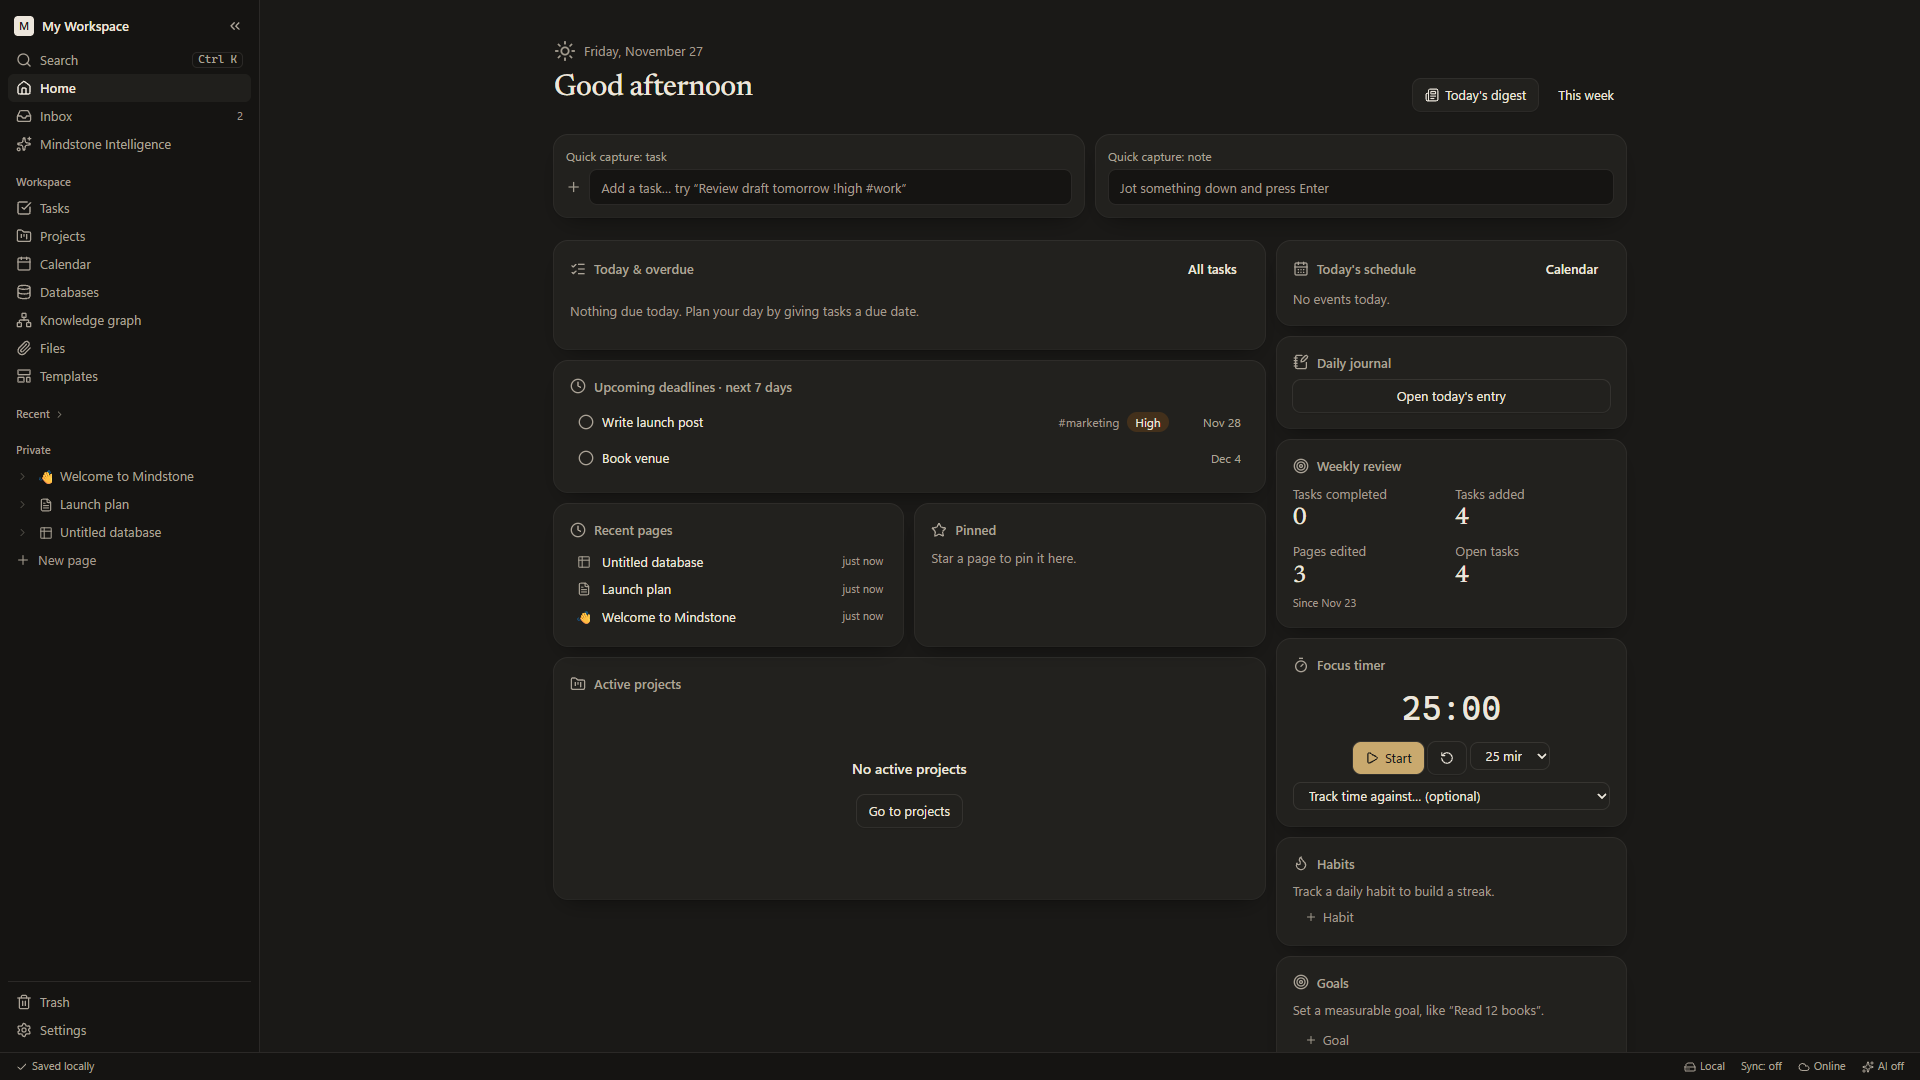 M My Workspace
Search Ctrl K
Home
Inbox 2
Mindstone Intelligence
Workspace
Tasks
Projects
Calendar
Databases
Knowledge graph
Files
Templates
Recent
Private
Welcome to Mindstone
Launch plan
Untitled database
New page
Trash
Settings
Friday, November 27
Good afternoon
Today's digest This week
Quick capture: task
Add a task... try “Review draft tomorrow !high #work”
Quick capture: note
Jot something down and press Enter
Today & overdue All tasks
Nothing due today. Plan your day by giving tasks a due date.
Upcoming deadlines · next 7 days
Write launch post #marketing High Nov 28
Book venue Dec 4
Recent pages
Untitled database just now
Launch plan just now
Welcome to Mindstone just now
Pinned
Star a page to pin it here.
Active projects
No active projects
Go to projects
Today's schedule Calendar
No events today.
Daily journal
Open today's entry
Weekly review
Tasks completed Tasks added
0 4
Pages edited Open tasks
3 4
Since Nov 23
Focus timer
25:00
Start 25 mir
Track time against... (optional)
Habits
Track a daily habit to build a streak.
Habit
Goals
Set a measurable goal, like “Read 12 books”.
Goal
Saved locally Local Sync: off Online AI off